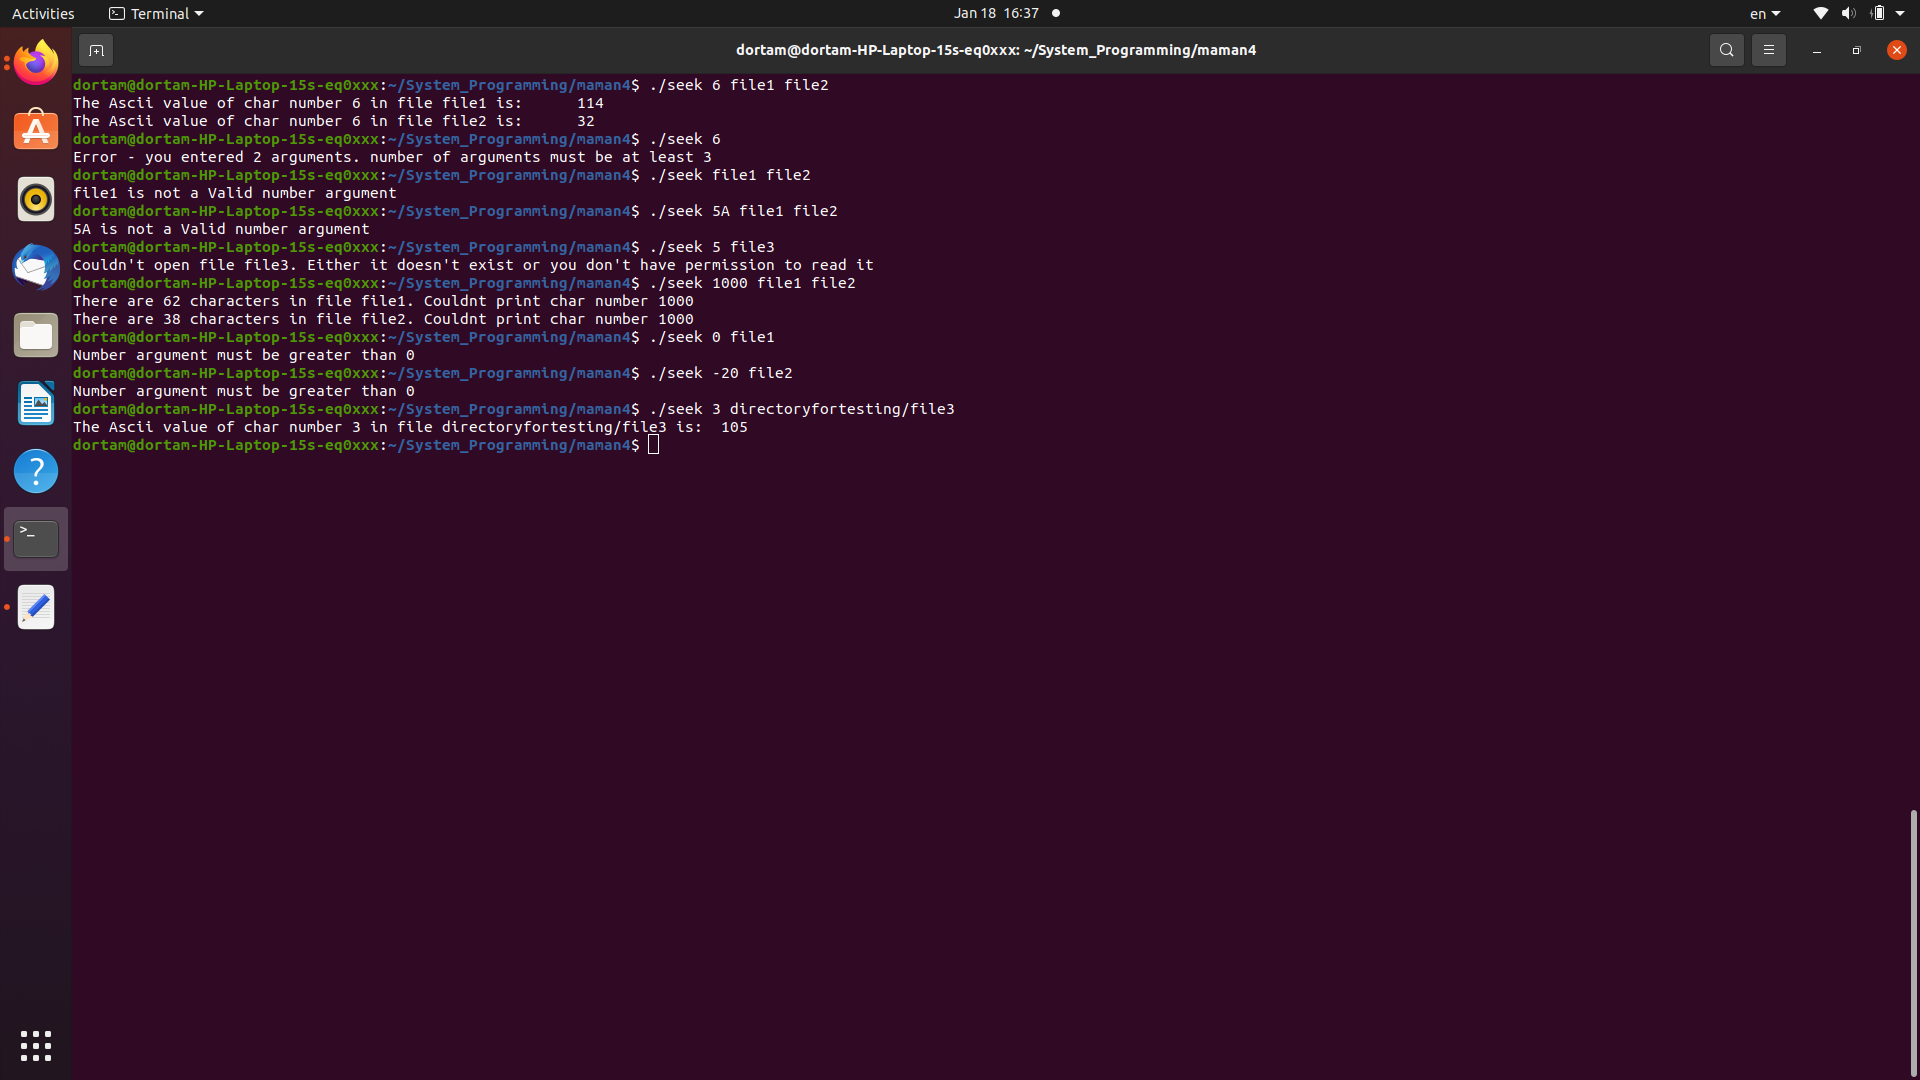 Activities Terminal Jan 18 16:37 en
dortam@dortam-HP-Laptop-15s-eq0xxx: ~/System_Programming/maman4
dortam@dortam-HP-Laptop-15s-eq0xxx:~/System_Programming/maman4$ ./seek 6 file1 file2
The Ascii value of char number 6 in file file1 is:      114
The Ascii value of char number 6 in file file2 is:      32
dortam@dortam-HP-Laptop-15s-eq0xxx:~/System_Programming/maman4$ ./seek 6
Error - you entered 2 arguments. number of arguments must be at least 3
dortam@dortam-HP-Laptop-15s-eq0xxx:~/System_Programming/maman4$ ./seek file1 file2
file1 is not a Valid number argument
dortam@dortam-HP-Laptop-15s-eq0xxx:~/System_Programming/maman4$ ./seek 5A file1 file2
5A is not a Valid number argument
dortam@dortam-HP-Laptop-15s-eq0xxx:~/System_Programming/maman4$ ./seek 5 file3
Couldn't open file file3. Either it doesn't exist or you don't have permission to read it
dortam@dortam-HP-Laptop-15s-eq0xxx:~/System_Programming/maman4$ ./seek 1000 file1 file2
There are 62 characters in file file1. Couldnt print char number 1000
There are 38 characters in file file2. Couldnt print char number 1000
dortam@dortam-HP-Laptop-15s-eq0xxx:~/System_Programming/maman4$ ./seek 0 file1
Number argument must be greater than 0
dortam@dortam-HP-Laptop-15s-eq0xxx:~/System_Programming/maman4$ ./seek -20 file2
Number argument must be greater than 0
dortam@dortam-HP-Laptop-15s-eq0xxx:~/System_Programming/maman4$ ./seek 3 directoryfortesting/file3
The Ascii value of char number 3 in file directoryfortesting/file3 is:  105
dortam@dortam-HP-Laptop-15s-eq0xxx:~/System_Programming/maman4$